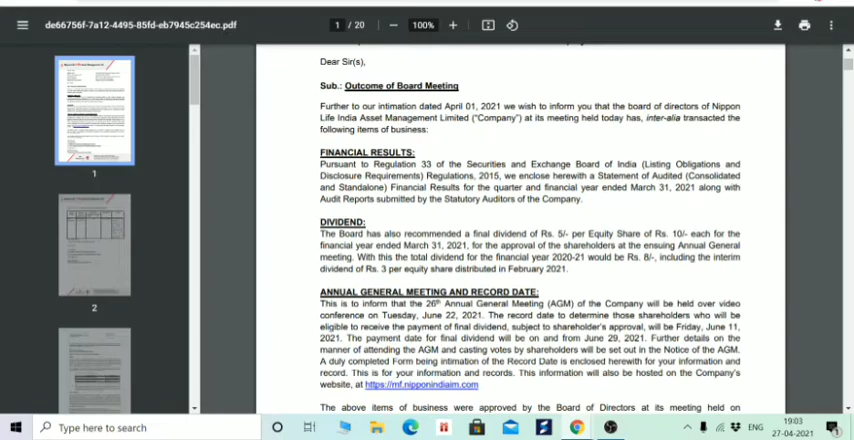 de66756f-7a12-4495-85fd-eb7945c254ec.pdf
1 / 20
100%
Dear Sir(s),
Sub.: Outcome of Board Meeting
Further to our intimation dated April 01, 2021 we wish to inform you that the board of directors of Nippon
Life India Asset Management Limited ("Company") at its meeting held today has, inter-alia transacted the
following items of business:
FINANCIAL RESULTS:
Pursuant to Regulation 33 of the Securities and Exchange Board of India (Listing Obligations and
Disclosure Requirements) Regulations, 2015, we enclose herewith a Statement of Audited (Consolidated
and Standalone) Financial Results for the quarter and financial year ended March 31, 2021 along with
Audit Reports submitted by the Statutory Auditors of the Company.
DIVIDEND:
The Board has also recommended a final dividend of Rs. 5/- per Equity Share of Rs. 10/- each for the
financial year ended March 31, 2021, for the approval of the shareholders at the ensuing Annual General
meeting. With this the total dividend for the financial year 2020-21 would be Rs. 8/-, including the interim
dividend of Rs. 3 per equity share distributed in February 2021.
ANNUAL GENERAL MEETING AND RECORD DATE:
This is to inform that the 26th Annual General Meeting (AGM) of the Company will be held over video
conference on Tuesday, June 22, 2021. The record date to determine those shareholders who will be
eligible to receive the payment of final dividend, subject to shareholder's approval, will be Friday, June 11,
2021. The payment date for final dividend will be on and from June 29, 2021. Further details on the
manner of attending the AGM and casting votes by shareholders will be set out in the Notice of the AGM.
A duly completed Form being intimation of the Record Date is enclosed herewith for your information and
record. This is for your information and records. This information will also be hosted on the Company's
website, at https://mf.nipponindiaim.com
The above items of business were approved by the Board of Directors at its meeting held on
1
2
Type here to search
ENG
19:03
27-04-2021